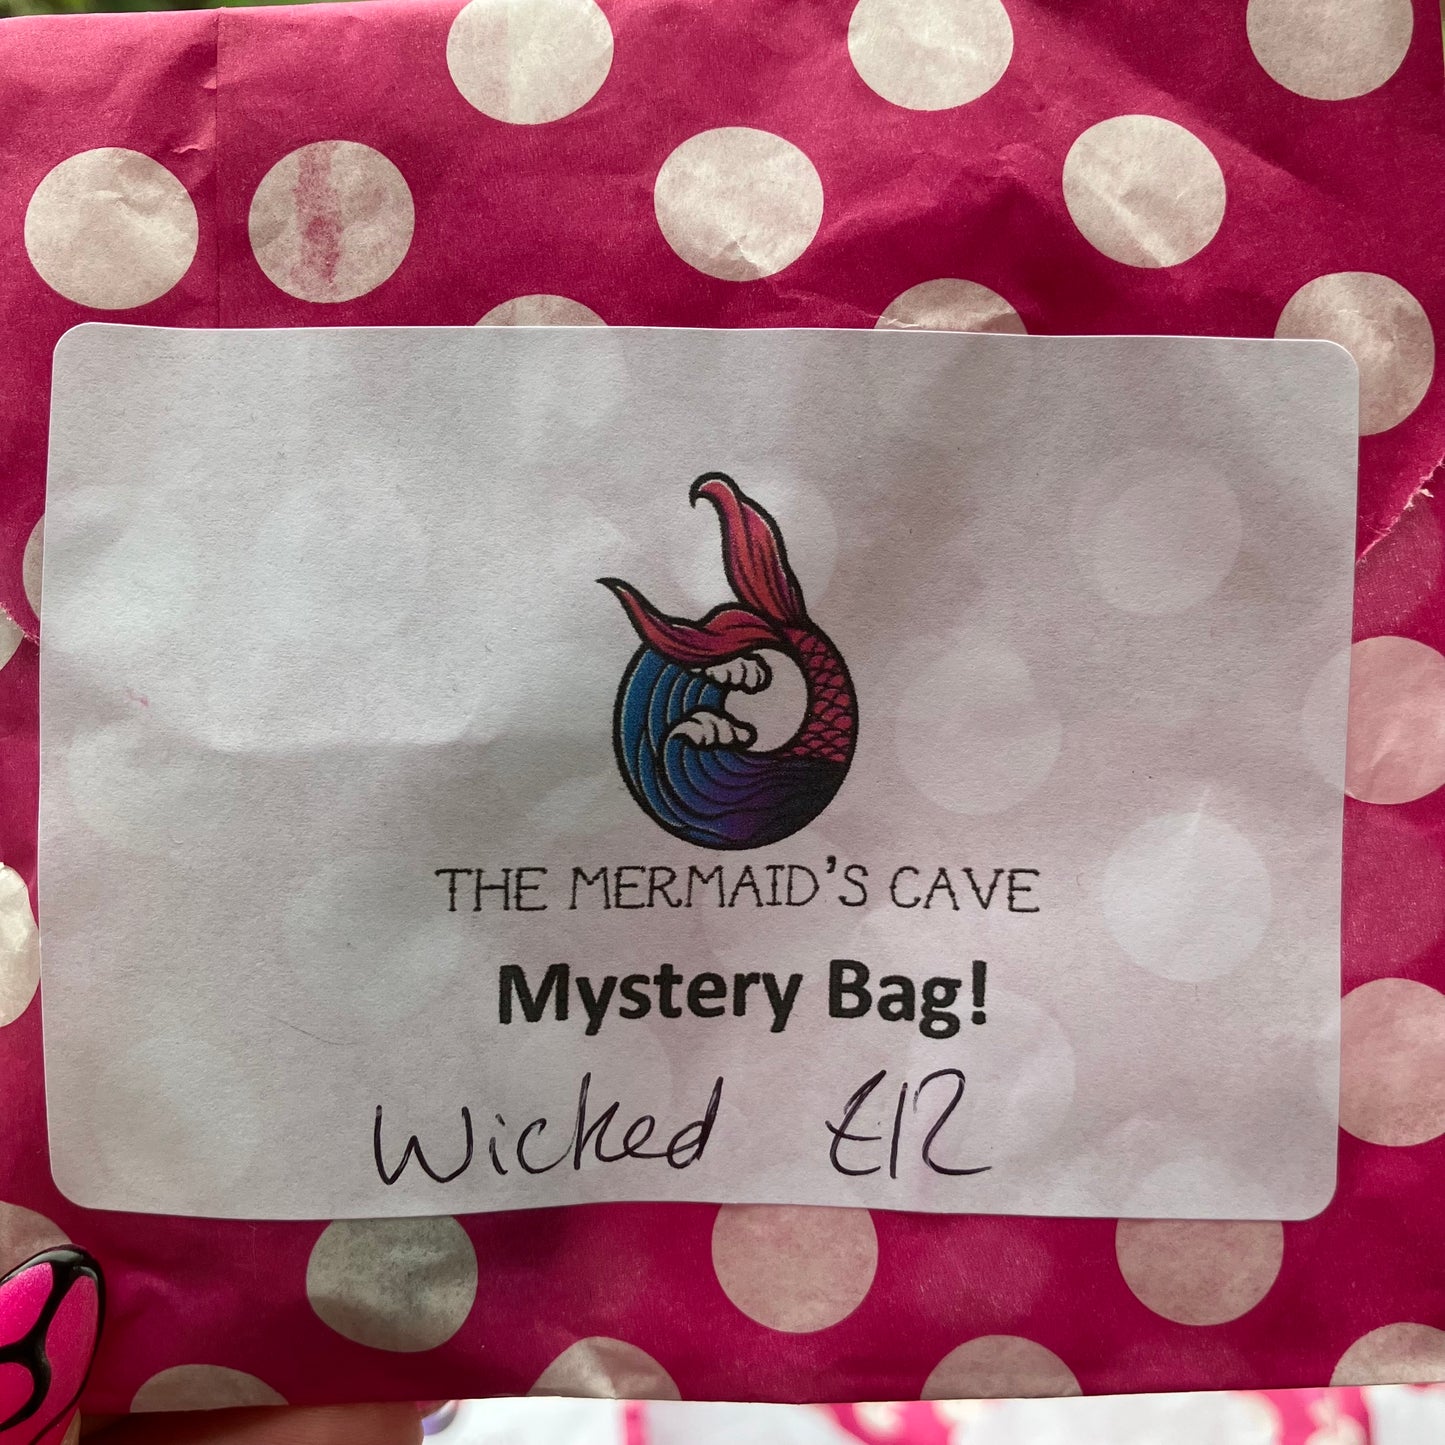 THE MERMAID'S CAVE
Mystery Bag!
Wicked £12